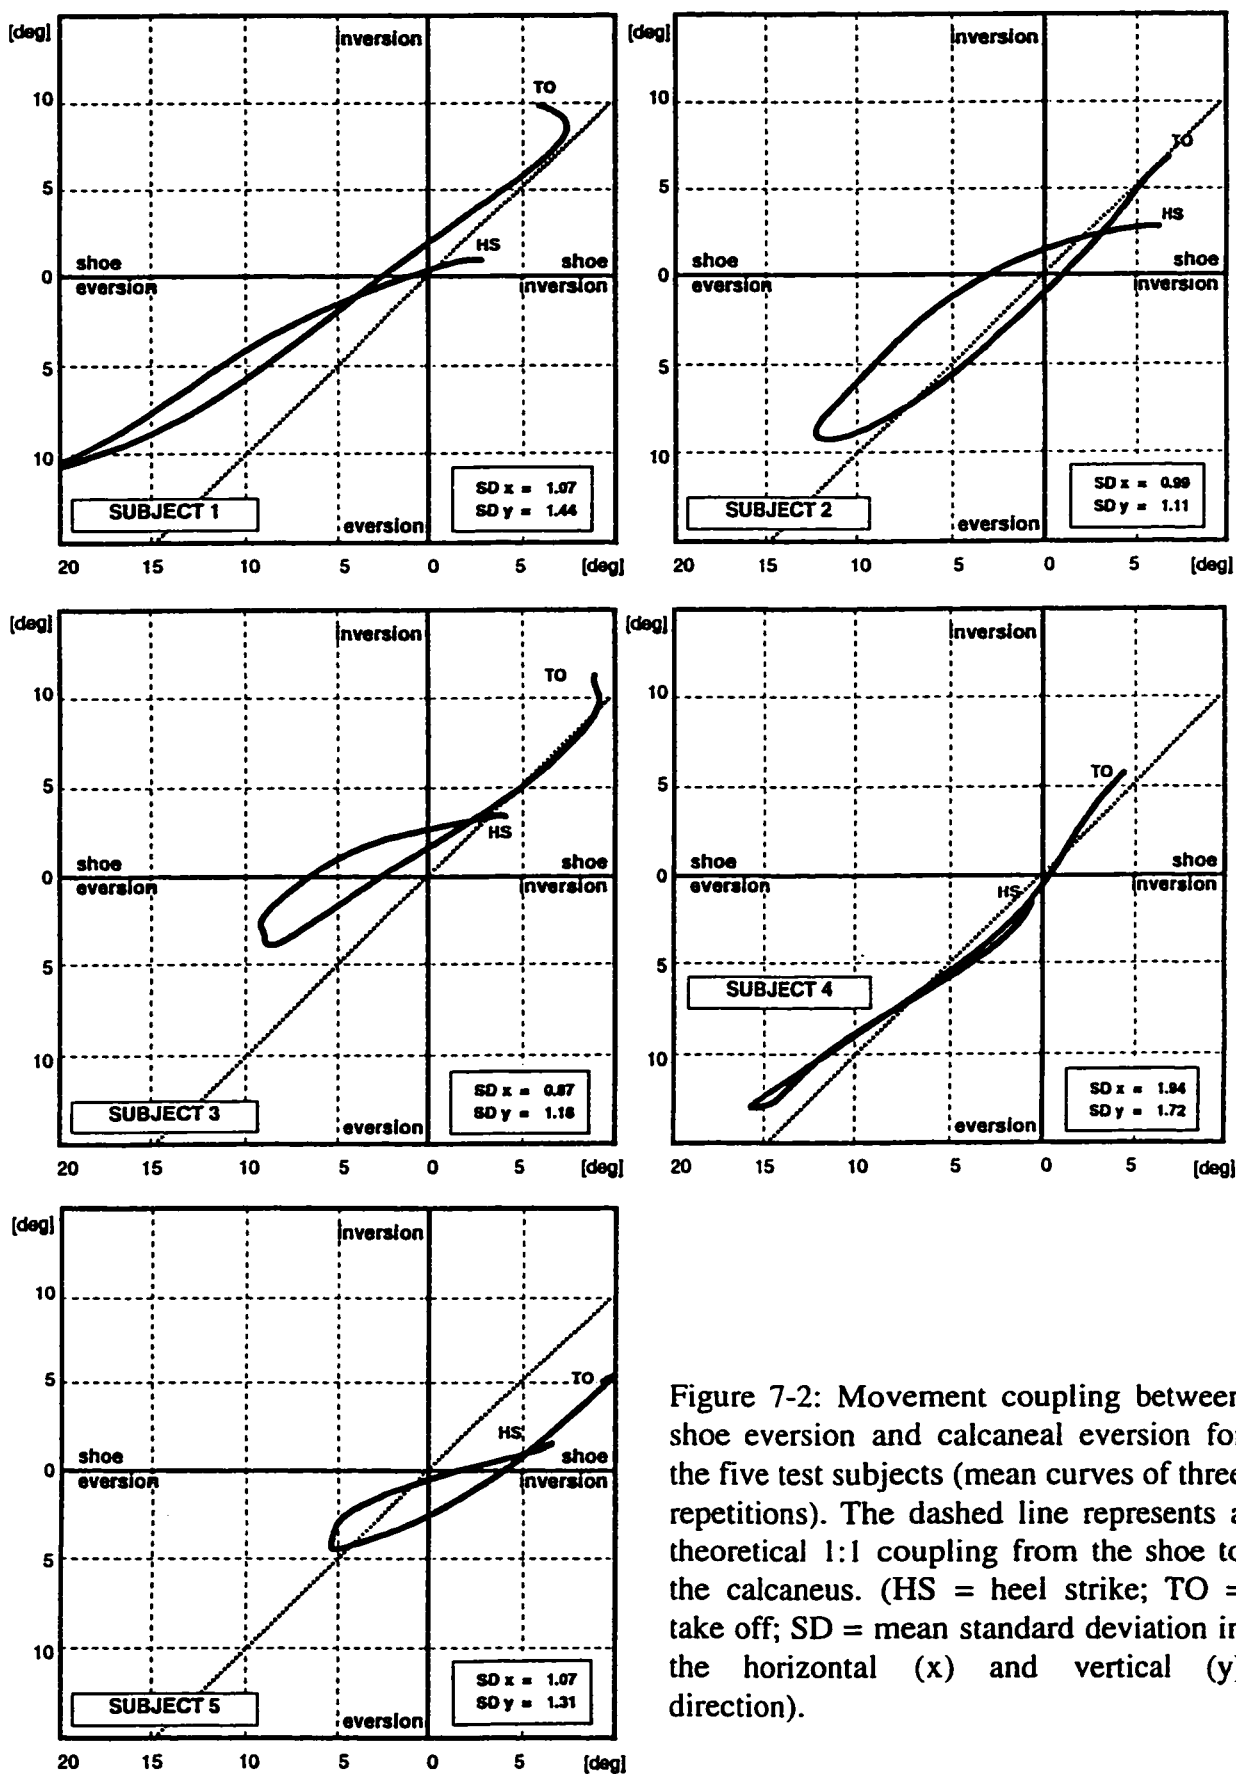 [deg]
inversion
TO
10
5
HS
0
shoe
eversion
shoe
inversion
5
10
SUBJECT 1
eversion
SD x = 1.07
SD y = 1.44
20 15 10 5 0 5 [deg]
[deg]
inversion
10
TO
5
HS
0
shoe
eversion
shoe
inversion
5
10
SUBJECT 2
eversion
SD x = 0.99
SD y = 1.11
20 15 10 5 0 5 [deg]
[deg]
inversion
TO
10
5
HS
0
shoe
eversion
shoe
inversion
5
10
SUBJECT 3
eversion
SD x = 0.87
SD y = 1.18
20 15 10 5 0 5 [deg]
[deg]
inversion
10
TO
5
0
shoe
eversion
HS
shoe
inversion
5
SUBJECT 4
10
eversion
SD x = 1.94
SD y = 1.72
20 15 10 5 0 5 [deg]
[deg]
inversion
10
5
TO
HS
0
shoe
eversion
shoe
inversion
5
10
SUBJECT 5
eversion
SD x = 1.07
SD y = 1.31
20 15 10 5 0 5 [deg]
Figure 7-2: Movement coupling between
shoe eversion and calcaneal eversion for
the five test subjects (mean curves of three
repetitions). The dashed line represents a
theoretical 1:1 coupling from the shoe to
the calcaneus. (HS = heel strike; TO =
take off; SD = mean standard deviation in
the horizontal (x) and vertical (y)
direction).